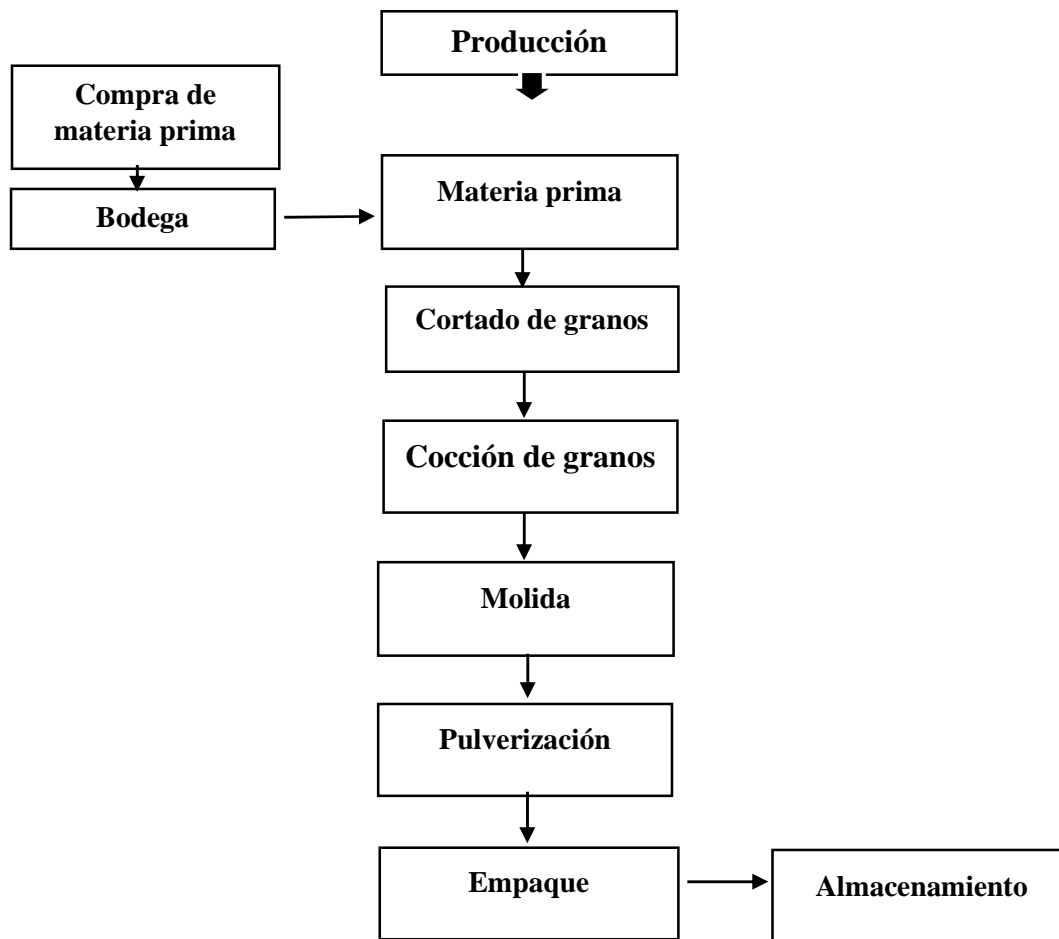 Producción
Compra de
materia prima
Bodega
Materia prima
Cortado de granos
Cocción de granos
Molida
Pulverización
Empaque
Almacenamiento